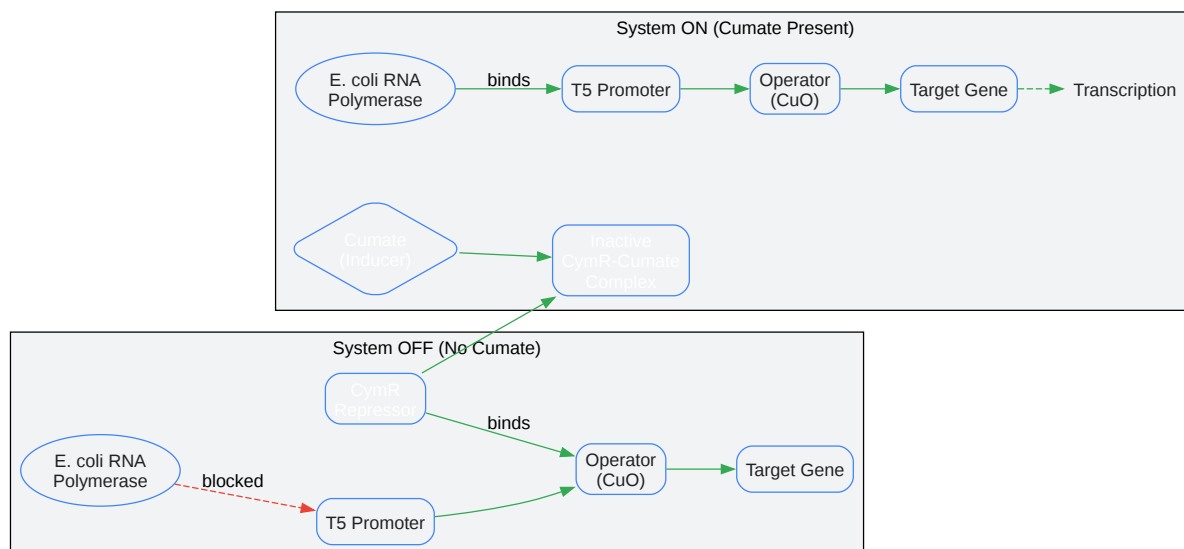 System ON (Cumate Present)
E. coli RNA
Polymerase
binds
T5 Promoter
Operator
(CuO)
Target Gene
Transcription
Cumate
(Inducer)
Inactive
CymR-Cumate
Complex
System OFF (No Cumate)
CymR
Repressor
binds
E. coli RNA
Polymerase
blocked
T5 Promoter
Operator
(CuO)
Target Gene